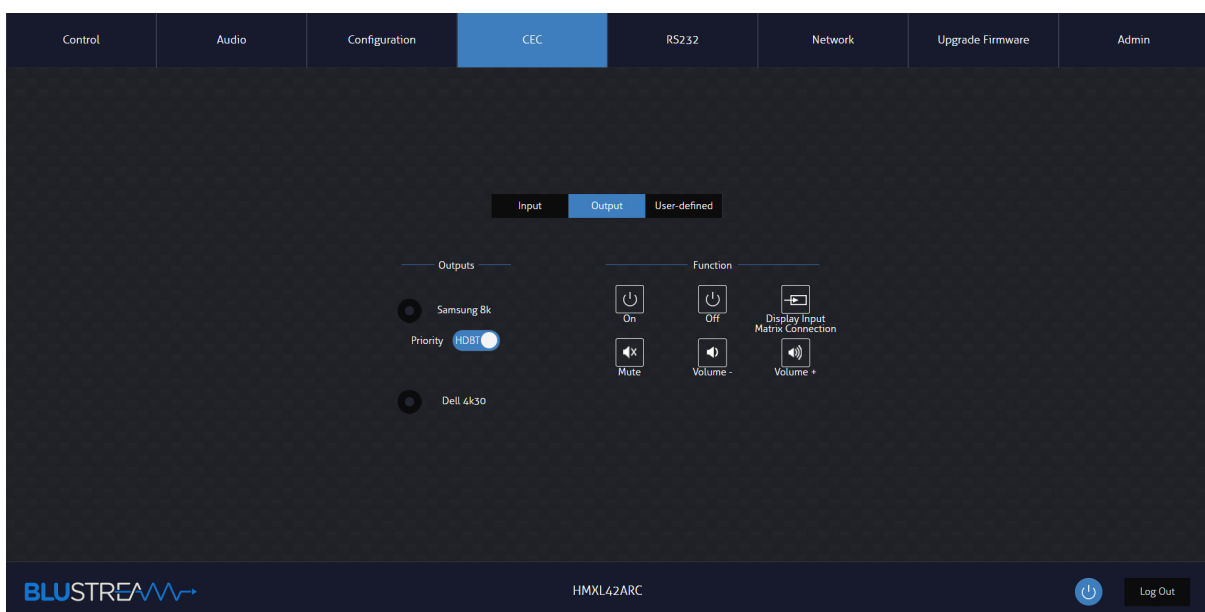 Control Audio Configuration CEC RS232 Network Upgrade Firmware Admin
Input Output User-defined
Outputs
Samsung 8k
Priority HDBT
Dell 4k30
Function
On Off Display Input
Matrix Connection
Mute Volume - Volume +
BLUSTREAM HMXL42ARC Log Out